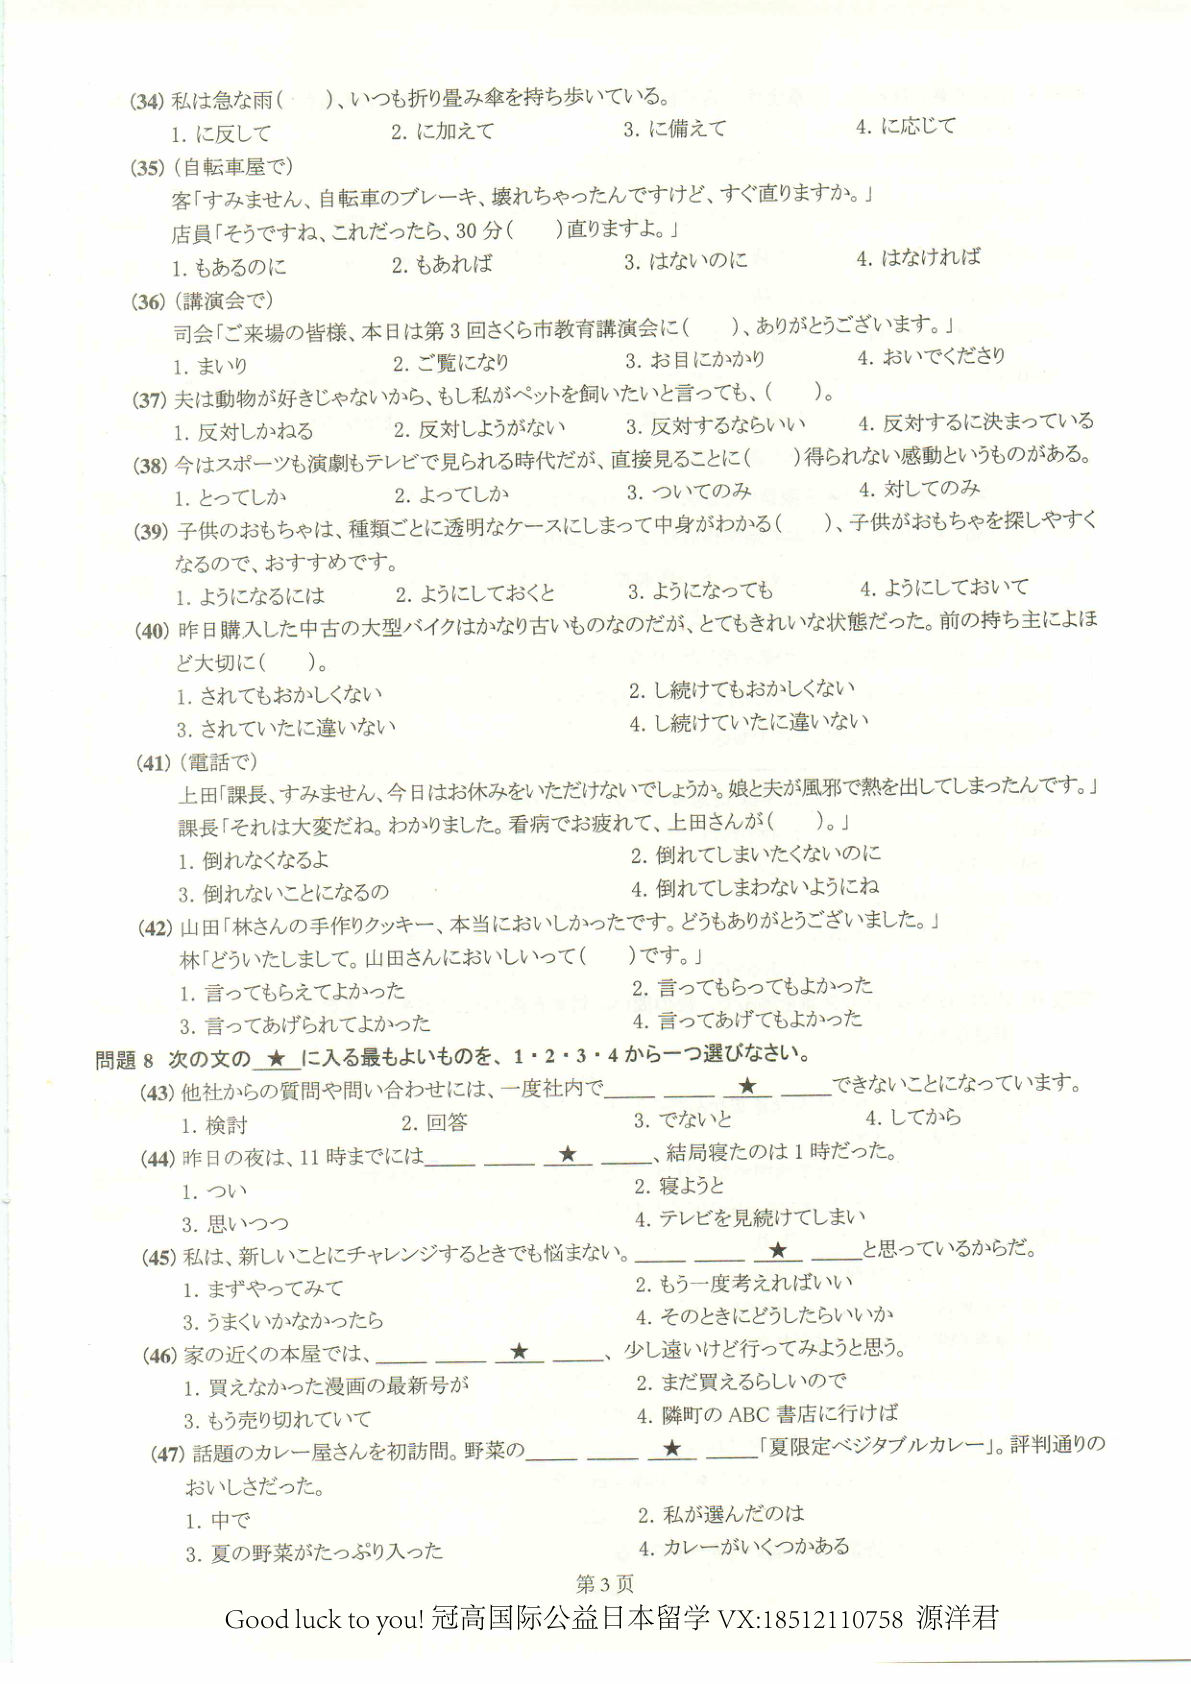 (34) 私は急な雨(　　)、いつも折り畳み傘を持ち歩いている。
1. に反して　2. に加えて　3. に備えて　4. に応じて
(35)（自転車屋で）
客「すみません、自転車のブレーキ、壊れちゃったんですけど、すぐ直りますか。」
店員「そうですね、これだったら、30 分(　　)直りますよ。」
1. もあるのに　2. もあれば　3. はないのに　4. はなければ
(36)（講演会で）
司会「ご来場の皆様、本日は第 3 回さくら市教育講演会に(　　)、ありがとうございます。」
1. まいり　2. ご覧になり　3. お目にかかり　4. おいでくださり
(37) 夫は動物が好きじゃないから、もし私がペットを飼いたいと言っても、(　　)。
1. 反対しかねる　2. 反対しようがない　3. 反対するならいい　4. 反対するに決まっている
(38) 今はスポーツも演劇もテレビで見られる時代だが、直接見ることに(　　)得られない感動というものがある。
1. とってしか　2. よってしか　3. ついてのみ　4. 対してのみ
(39) 子供のおもちゃは、種類ごとに透明なケースにしまって中身がわかる(　　)、子供がおもちゃを探しやすく
なるので、おすすめです。
1. ようになるには　2. ようにしておくと　3. ようになっても　4. ようにしておいて
(40) 昨日購入した中古の大型バイクはかなり古いものなのだが、とてもきれいな状態だった。前の持ち主によほ
ど大切に(　　)。
1. されてもおかしくない　2. し続けてもおかしくない
3. されていたに違いない　4. し続けていたに違いない
(41)（電話で）
上田「課長、すみません、今日はお休みをいただけないでしょうか。娘と夫が風邪で熱を出してしまったんです。」
課長「それは大変だね。わかりました。看病でお疲れて、上田さんが(　　)。」
1. 倒れなくなるよ　2. 倒れてしまいたくないのに
3. 倒れないことになるの　4. 倒れてしまわないようにね
(42) 山田「林さんの手作りクッキー、本当においしかったです。どうもありがとうございました。」
林「どういたしまして。山田さんにおいしいって(　　)です。」
1. 言ってもらえてよかった　2. 言ってもらってもよかった
3. 言ってあげられてよかった　4. 言ってあげてもよかった
問題 8 次の文の ★ に入る最もよいものを、1・2・3・4 から一つ選びなさい。
(43) 他社からの質問や問い合わせには、一度社内で____ ____ __★__ ____できないことになっています。
1. 検討　2. 回答　3. でないと　4. してから
(44) 昨日の夜は、11 時までには____ ____ __★__ ____、結局寝たのは 1 時だった。
1. つい　2. 寝ようと
3. 思いつつ　4. テレビを見続けてしまい
(45) 私は、新しいことにチャレンジするときでも悩まない。____ ____ __★__ ____と思っているからだ。
1. まずやってみて　2. もう一度考えればいい
3. うまくいかなかったら　4. そのときにどうしたらいいか
(46) 家の近くの本屋では、____ ____ __★__ ____、少し遠いけど行ってみようと思う。
1. 買えなかった漫画の最新号が　2. まだ買えるらしいので
3. もう売り切れていて　4. 隣町の ABC 書店に行けば
(47) 話題のカレー屋さんを初訪問。野菜の____ ____ __★__ ____「夏限定ベジタブルカレー」。評判通りの
おいしさだった。
1. 中で　2. 私が選んだのは
3. 夏の野菜がたっぷり入った　4. カレーがいくつかある
第 3 页
Good luck to you! 冠高国际公益日本留学 VX:18512110758 源洋君